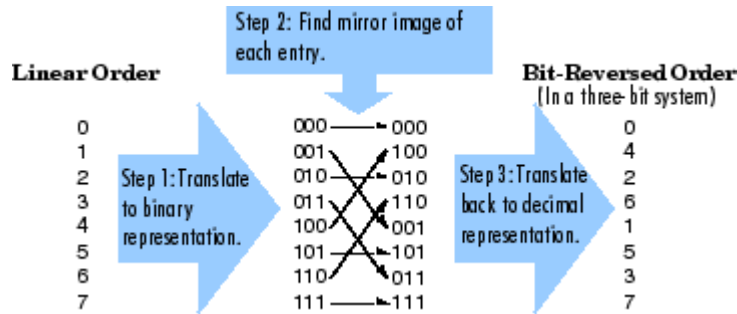 Step 2: Find mirror image of
each entry.
Linear Order
Bit-Reversed Order
(In a three-bit system)
0
1
2
3
4
5
6
7
Step 1: Translate
to binary
representation.
000
001
010
011
100
101
110
111
000
100
010
110
001
101
011
111
Step 3: Translate
back to decimal
representation.
0
4
2
6
1
5
3
7